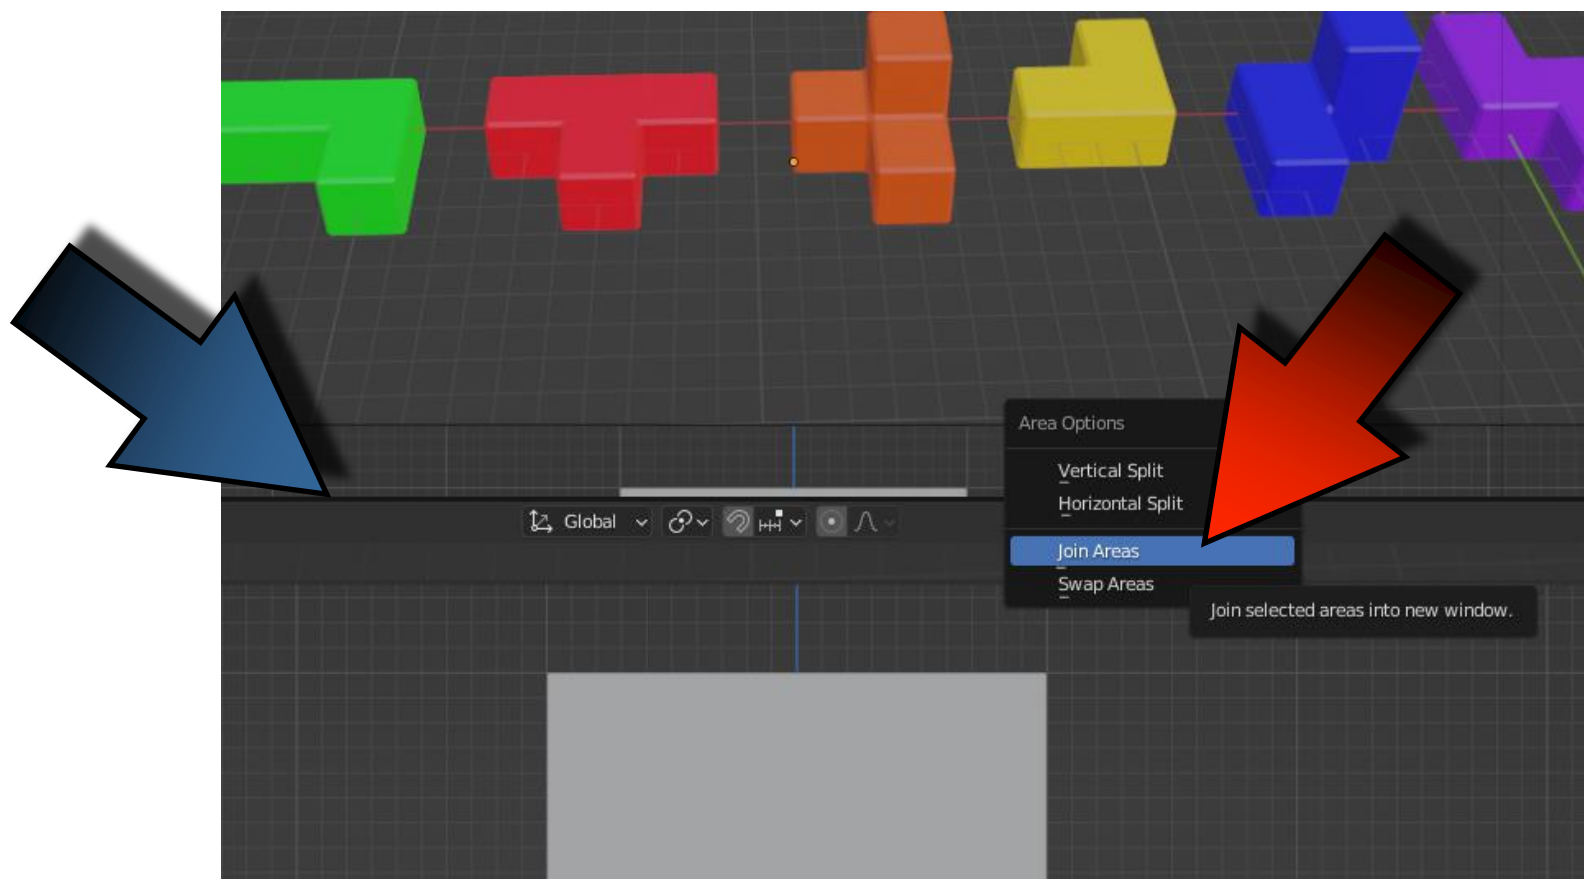 Area Options
Vertical Split
Horizontal Split
Global
Join Areas
Swap Areas
Join selected areas into new window.